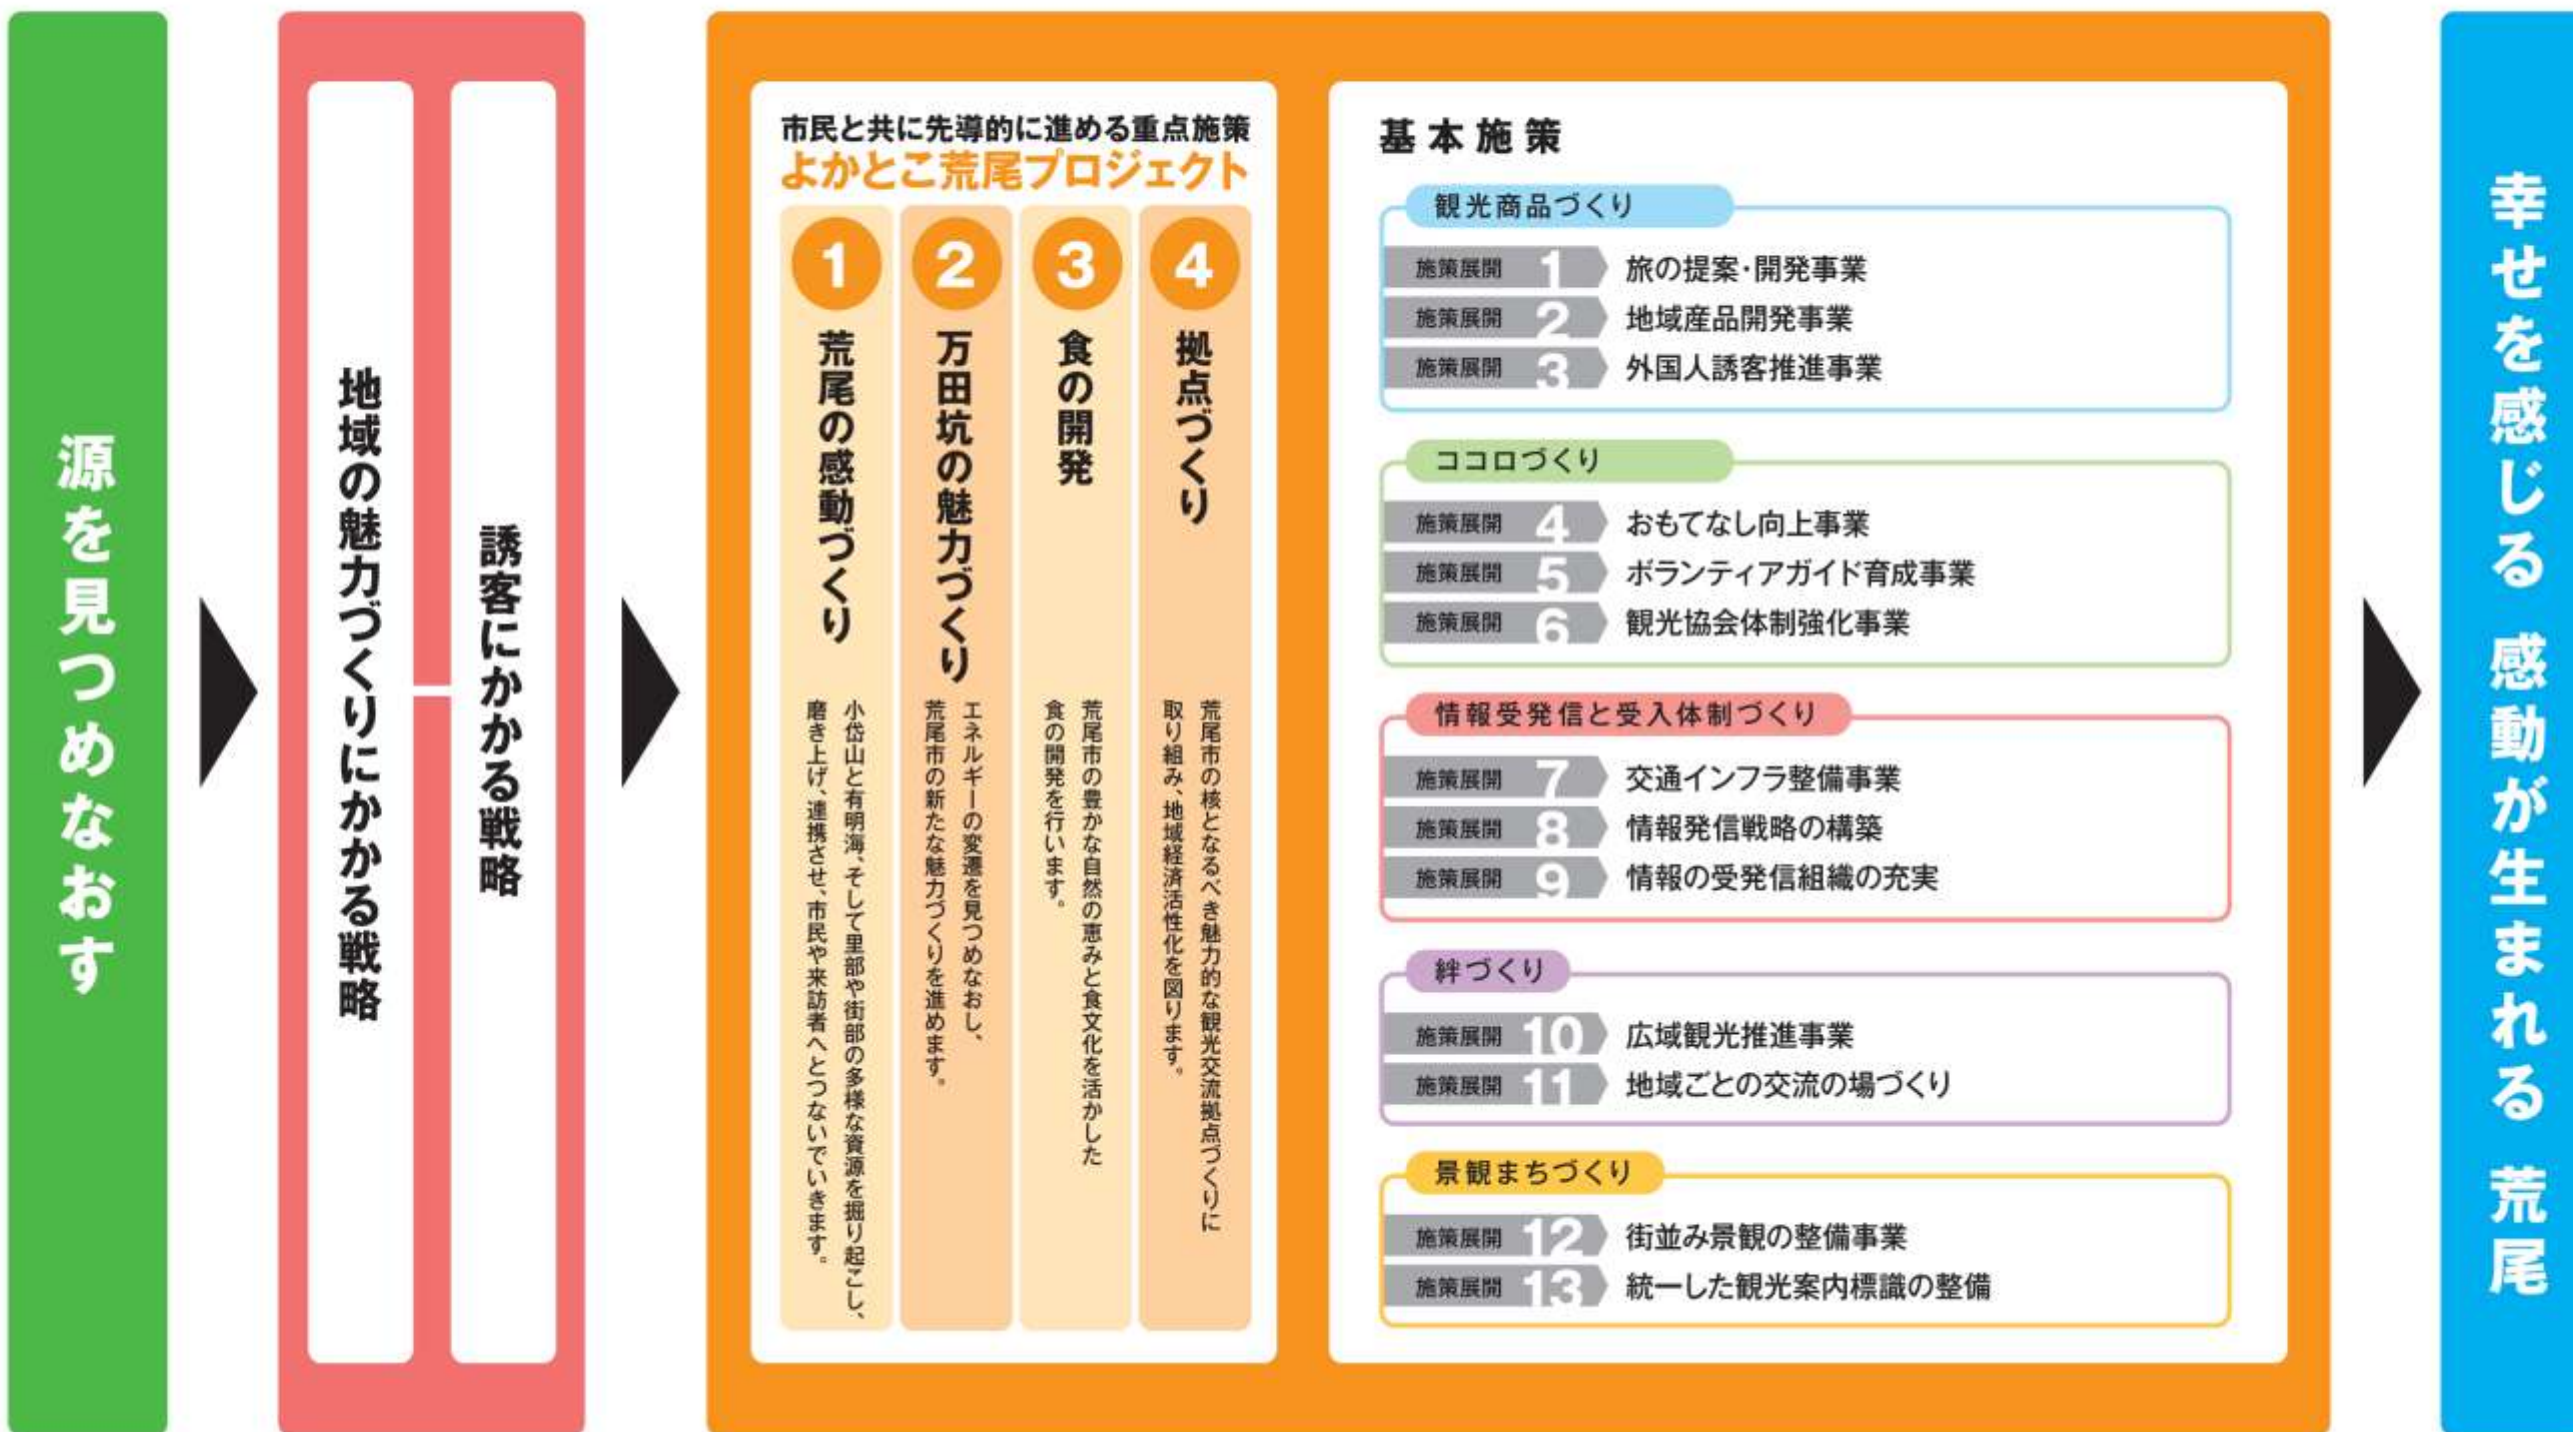 源を見つめなおす
地域の魅力づくりにかかる戦略
誘客にかかる戦略
市民と共に先導的に進める重点施策
よかとこ荒尾プロジェクト
1
荒尾の感動づくり
小岱山と有明海、そして里部や街部の多様な資源を掘り起こし、
磨き上げ、連携させ、市民や来訪者へとつないでいきます。
2
万田坑の魅力づくり
エネルギーの変遷を見つめなおし、
荒尾市の新たな魅力づくりを進めます。
3
食の開発
荒尾市の豊かな自然の恵みと食文化を活かした
食の開発を行います。
4
拠点づくり
荒尾市の核となるべき魅力的な観光交流拠点づくりに
取り組み、地域経済活性化を図ります。
基本施策
観光商品づくり
施策展開 1 旅の提案・開発事業
施策展開 2 地域産品開発事業
施策展開 3 外国人誘客推進事業
ココロづくり
施策展開 4 おもてなし向上事業
施策展開 5 ボランティアガイド育成事業
施策展開 6 観光協会体制強化事業
情報受発信と受入体制づくり
施策展開 7 交通インフラ整備事業
施策展開 8 情報発信戦略の構築
施策展開 9 情報の受発信組織の充実
絆づくり
施策展開 10 広域観光推進事業
施策展開 11 地域ごとの交流の場づくり
景観まちづくり
施策展開 12 街並み景観の整備事業
施策展開 13 統一した観光案内標識の整備
幸せを感じる 感動が生まれる 荒尾